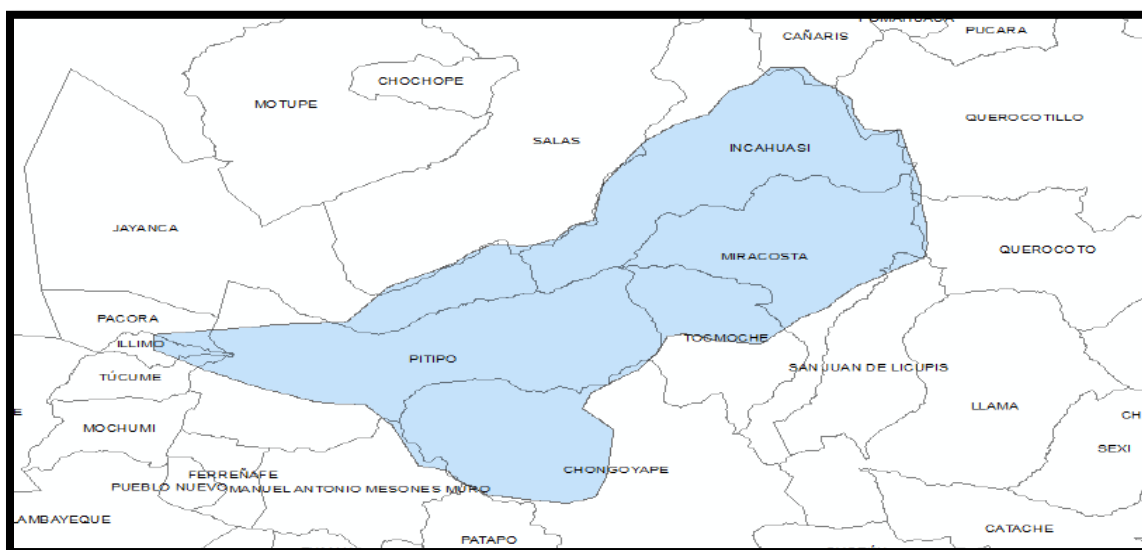 CAÑARIS
PUCARA
CHOCHOPE
MOTUPE
QUEROCOTILLO
SALAS
INCAHUASI
JAYANCA
QUEROCOTO
MIRACOSTA
PACORA
ILLIMO
TOCMOCHE
PITIPO
SAN JUAN DE LICUPIS
TÚCUME
LLAMA
MOCHUMI
SEXI
CHONGOYAPE
FERREÑAFE
PUEBLO NUEVO
MANUEL ANTONIO MESONES MURO
LAMBAYEQUE
CATACHE
PATAPO